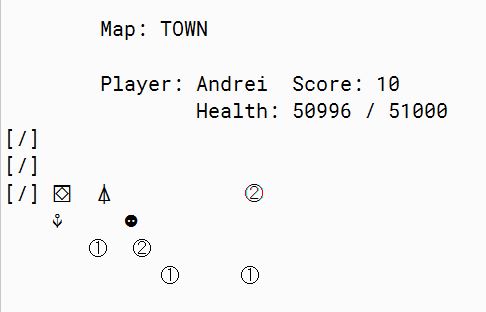 Map: TOWN
Player: Andrei  Score: 10
Health: 50996 / 51000
[/]
[/]
[/] ⟐ ⍋ ②
⚓ ⚉
① ②
① ①